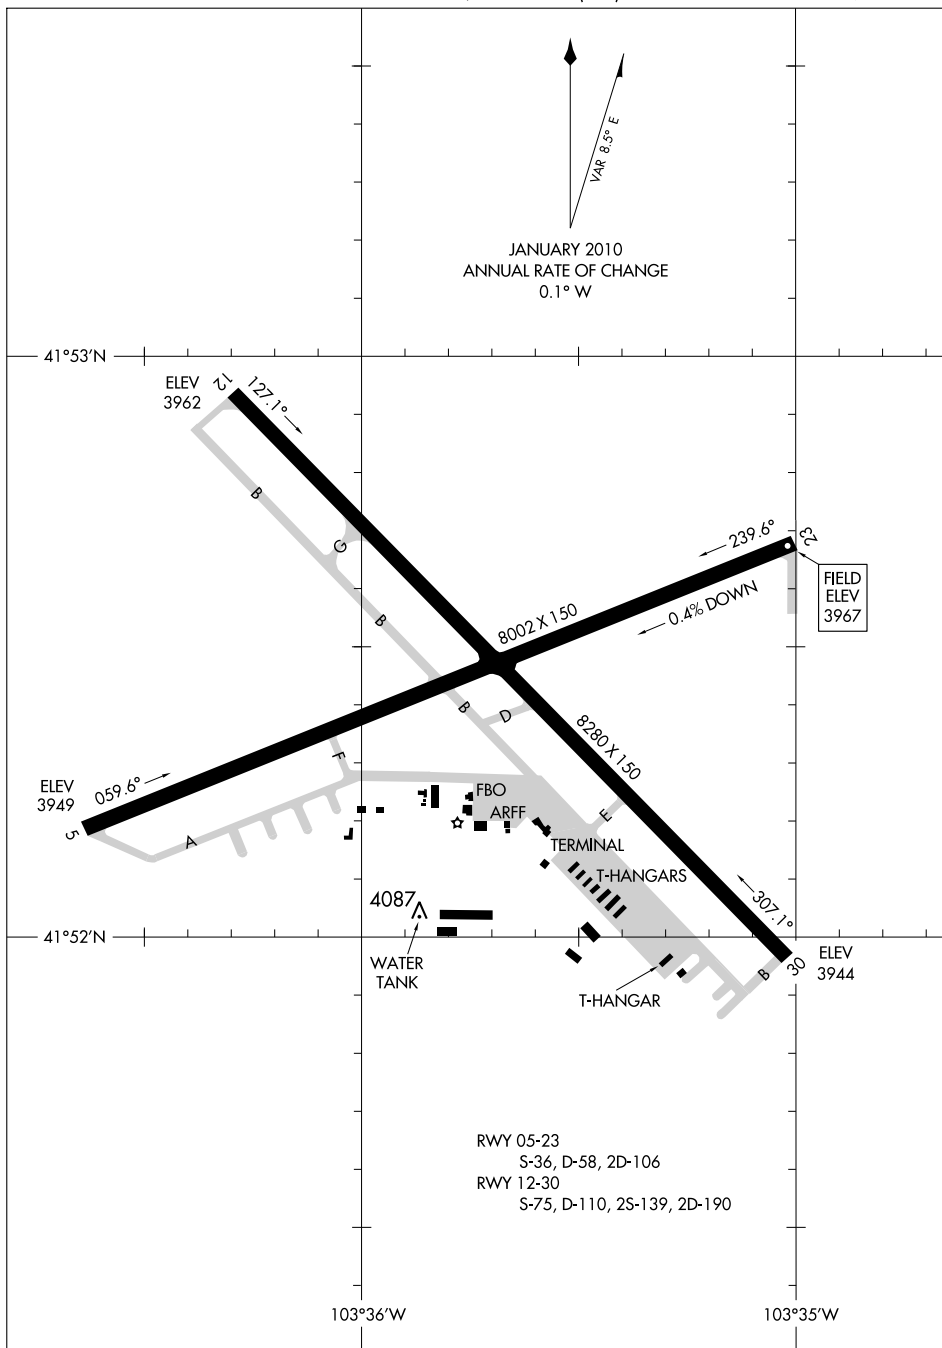 VAR 8.5° E
JANUARY 2010
ANNUAL RATE OF CHANGE
0.1° W
41°53'N
ELEV
3962
12
127.1°
B
G
B
239.6°
23
0.4% DOWN
FIELD
ELEV
3967
8002 X 150
B
D
8280 X 150
F
ELEV
3949
059.6°
5
A
FBO
ARFF
E
TERMINAL
T-HANGARS
4087
307.1°
41°52'N
WATER
TANK
B
30
ELEV
3944
T-HANGAR
RWY 05-23
S-36, D-58, 2D-106
RWY 12-30
S-75, D-110, 2S-139, 2D-190
103°36'W
103°35'W